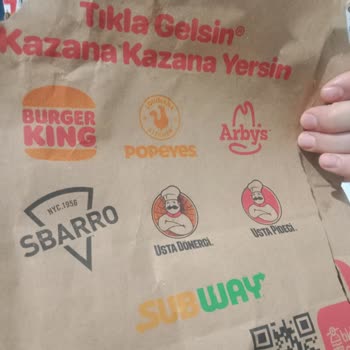 Tıkla Gelsin®
Kazana Kazana Yersin
BURGER
KING
POPEYES
Arby's
NYC.1956
SBARRO
USTA DÖNERCİ
USTA PİDECİ
SUBWAY